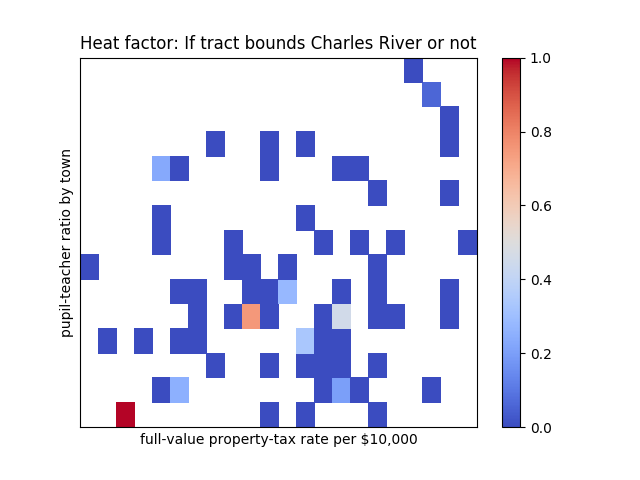 Heat factor: If tract bounds Charles River or not
pupil-teacher ratio by town
full-value property-tax rate per $10,000
1.0
0.8
0.6
0.4
0.2
0.0